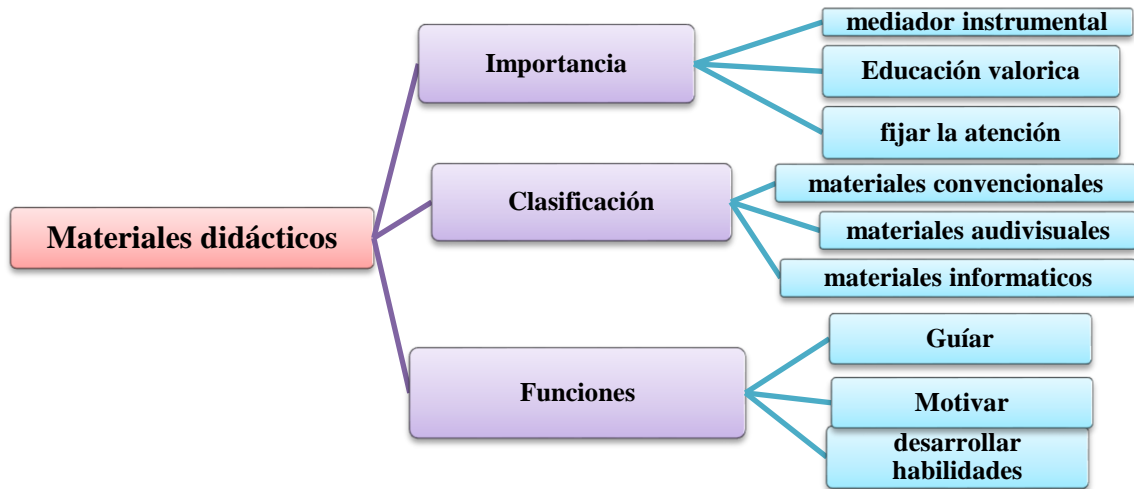 Materiales didácticos
Importancia
mediador instrumental
Educación valorica
fijar la atención
Clasificación
materiales convencionales
materiales audivisuales
materiales informaticos
Funciones
Guíar
Motivar
desarrollar
habilidades